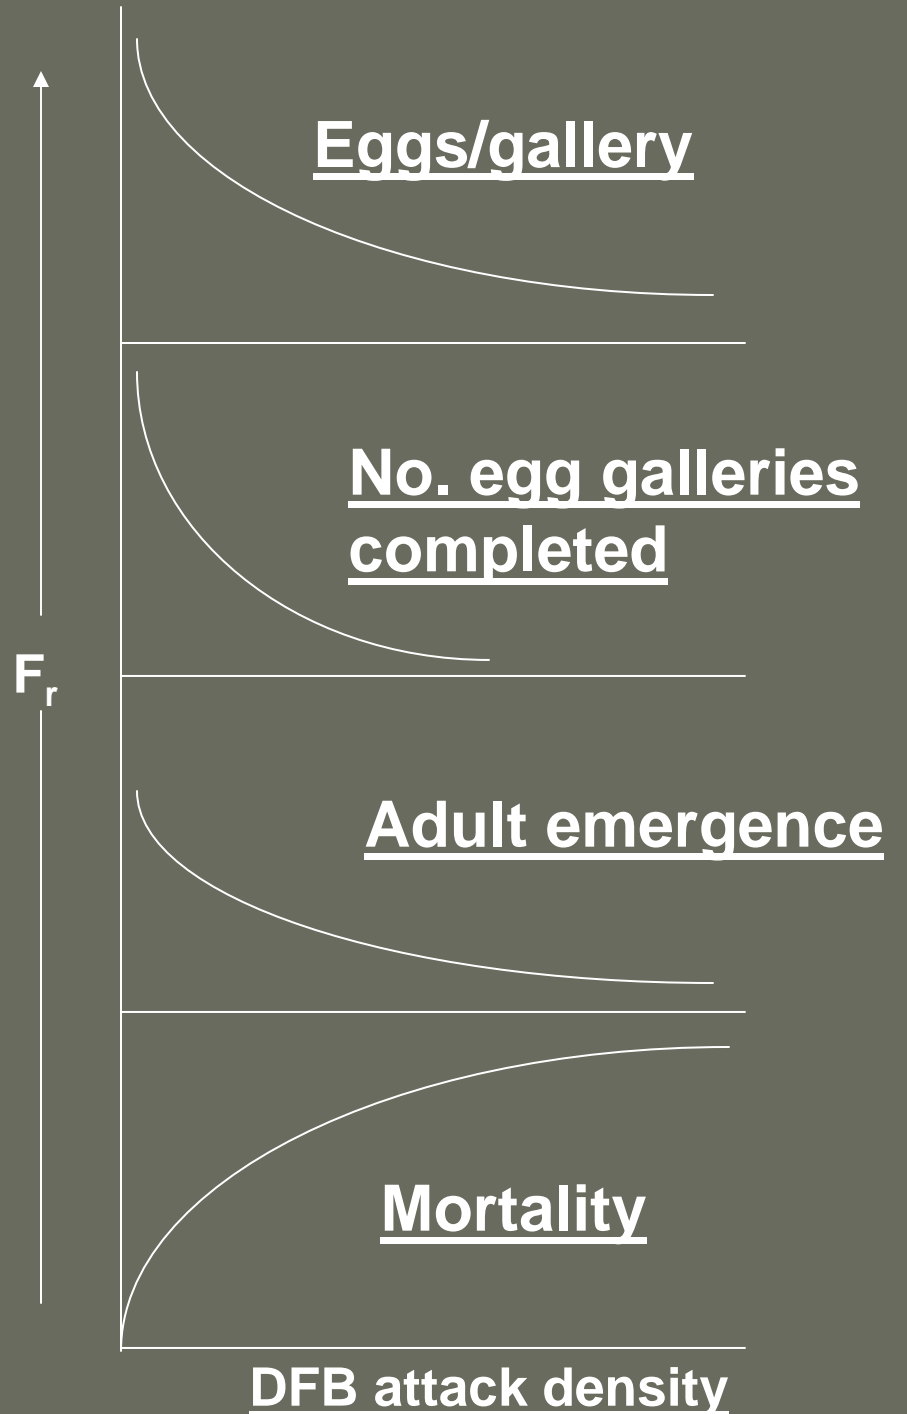 Eggs/gallery
No. egg galleries
completed
Fr
Adult emergence
Mortality
DFB attack density